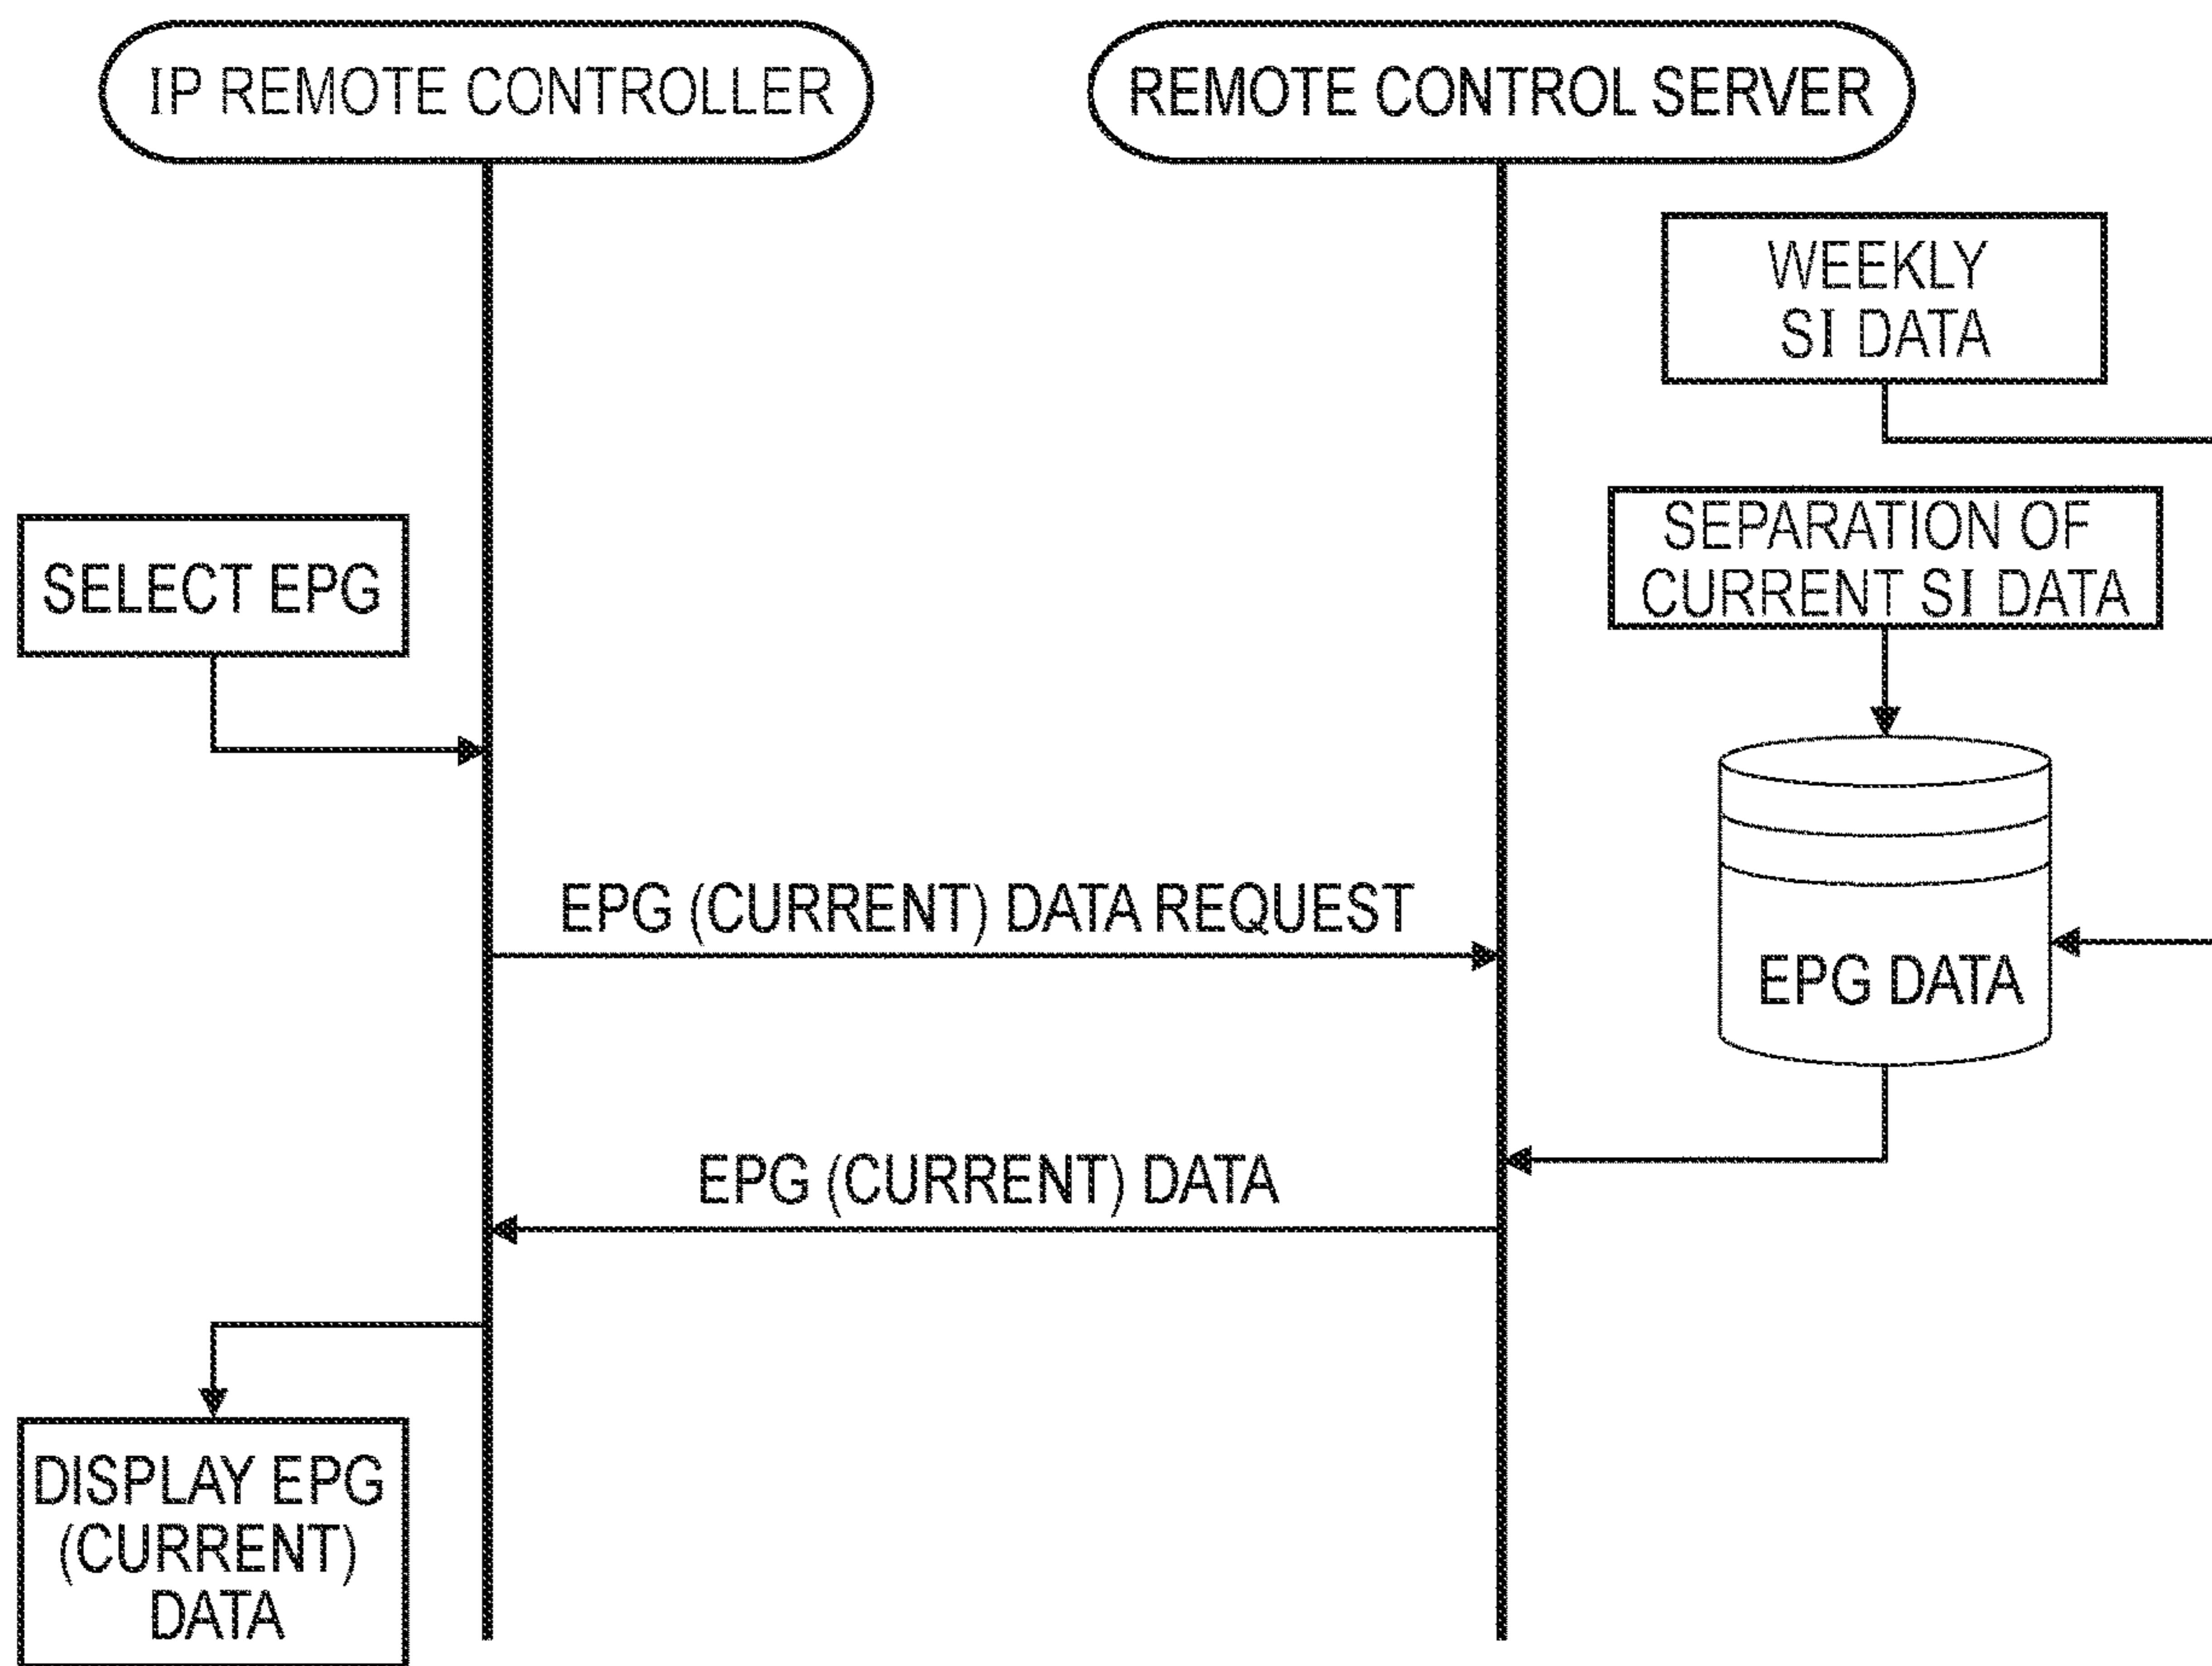 IP REMOTE CONTROLLER
REMOTE CONTROL SERVER
WEEKLY
SI DATA
SEPARATION OF
CURRENT SI DATA
SELECT EPG
EPG (CURRENT) DATA REQUEST
EPG DATA
EPG (CURRENT) DATA
DISPLAY EPG
(CURRENT)
DATA